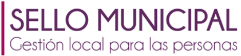 SELLO MUNICIPAL
Gestión local para las personas